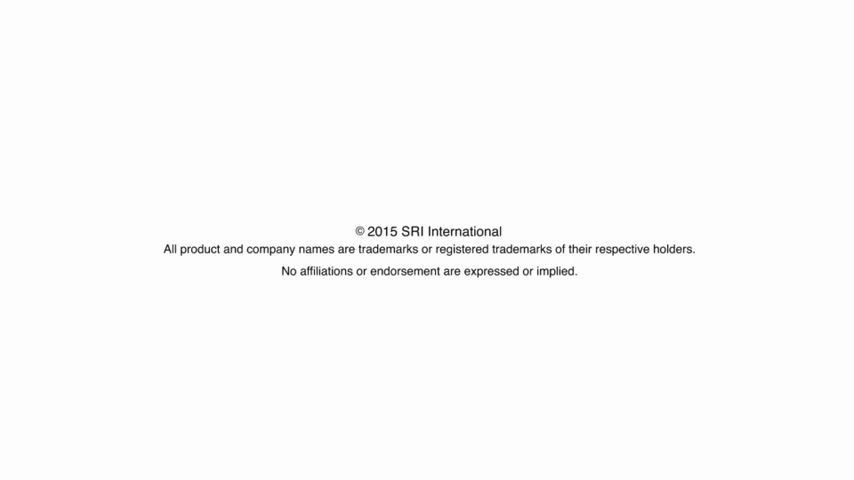 © 2015 SRI International
All product and company names are trademarks or registered trademarks of their respective holders.
No affiliations or endorsement are expressed or implied.